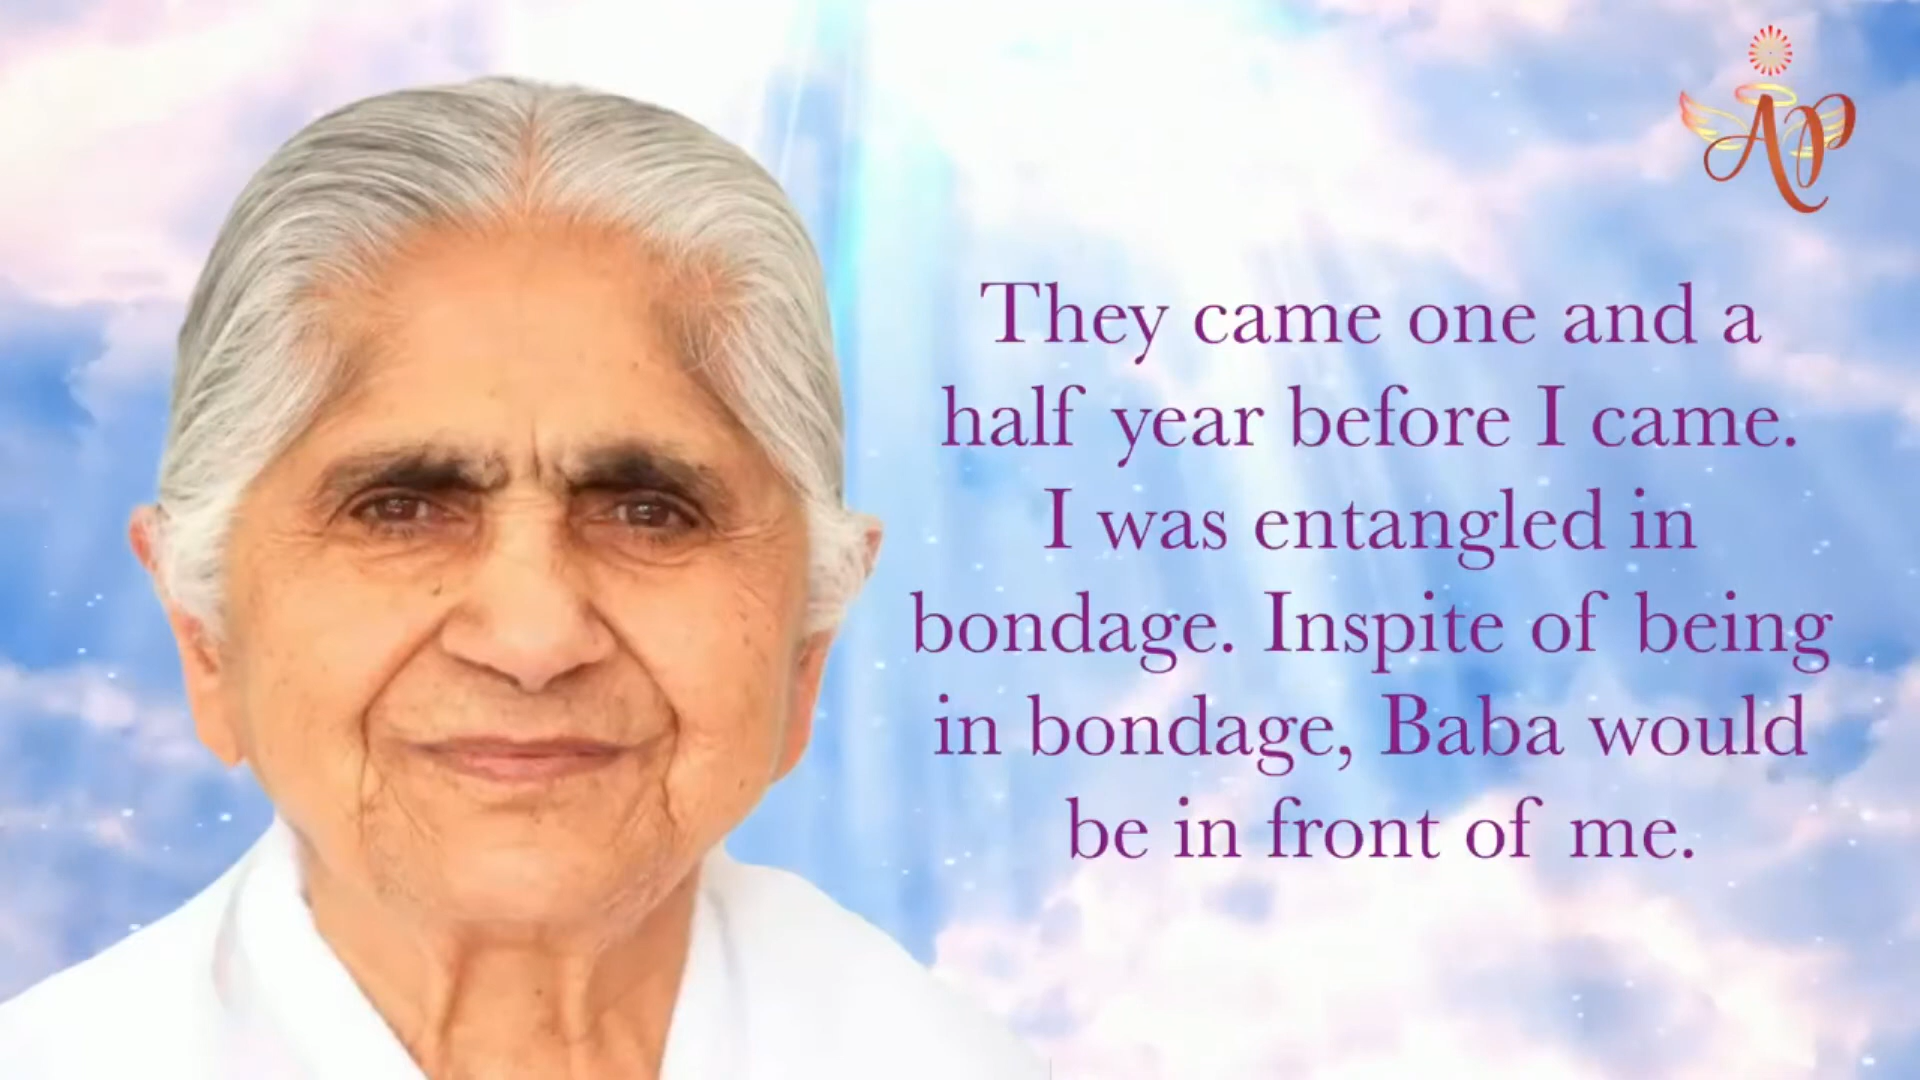 AP
They came one and a
half year before I came.
I was entangled in
bondage. Inspite of being
in bondage, Baba would
be in front of me.